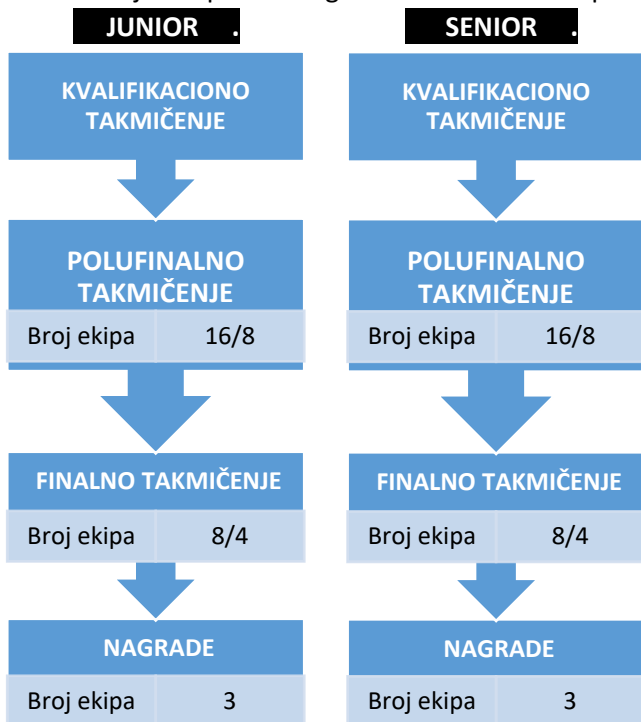 JUNIOR .
KVALIFIKACIONO
TAKMIČENJE
POLUFINALNO
TAKMIČENJE
Broj ekipa 16/8
FINALNO TAKMIČENJE
Broj ekipa 8/4
NAGRADE
Broj ekipa 3
SENIOR .
KVALIFIKACIONO
TAKMIČENJE
POLUFINALNO
TAKMIČENJE
Broj ekipa 16/8
FINALNO TAKMIČENJE
Broj ekipa 8/4
NAGRADE
Broj ekipa 3